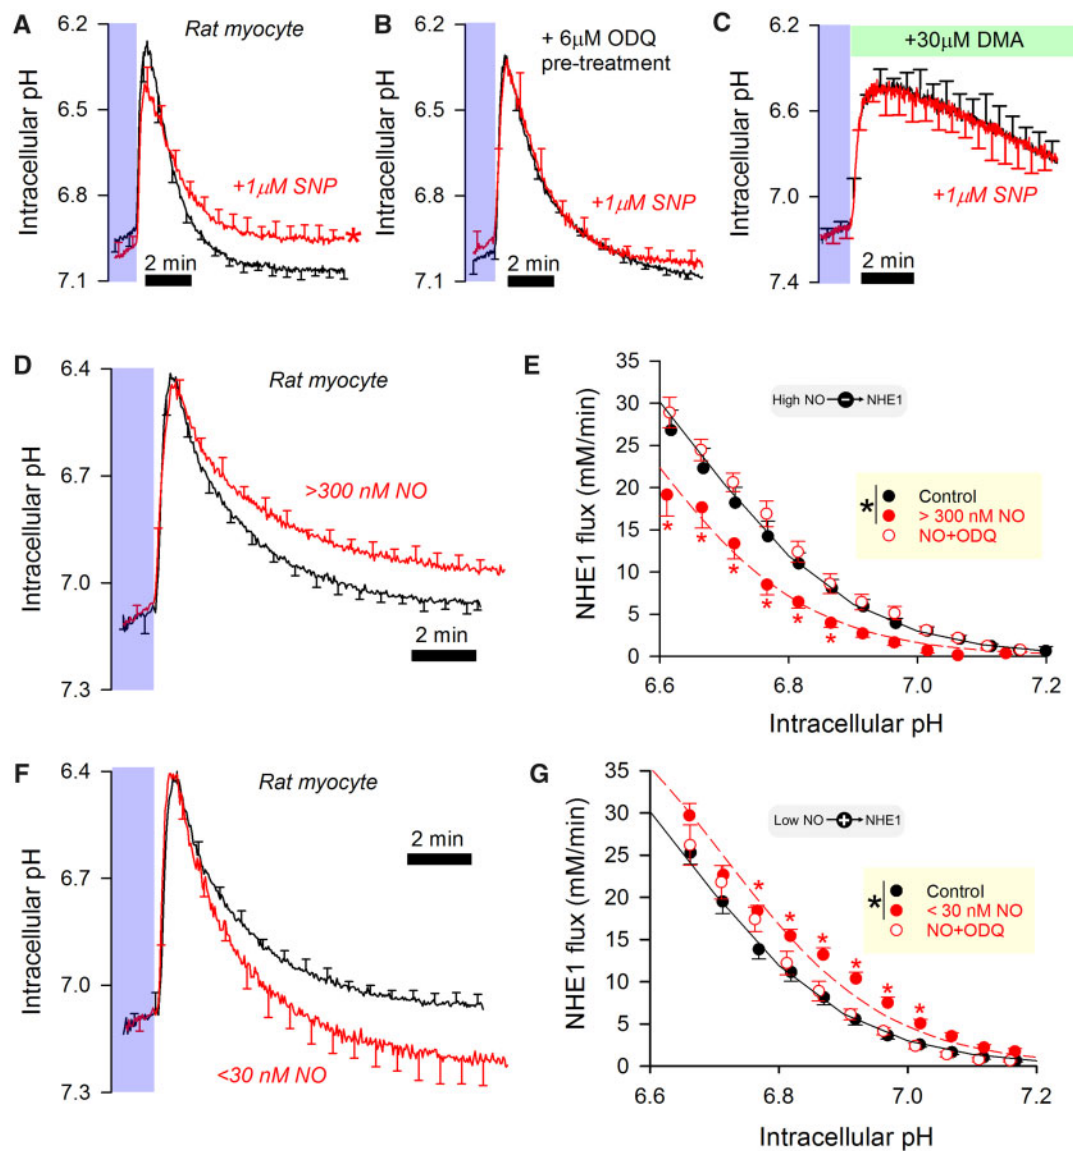 A
Rat myocyte
6.2
6.5
6.8
7.1
Intracellular pH
+1µM SNP
*
2 min
B
+ 6µM ODQ
pre-treatment
6.2
6.5
6.8
7.1
Intracellular pH
+1µM SNP
2 min
C
+30µM DMA
6.2
6.6
7.0
7.4
Intracellular pH
+1µM SNP
2 min
D
Rat myocyte
6.4
6.7
7.0
7.3
Intracellular pH
>300 nM NO
2 min
E
35
30
25
20
15
10
5
0
NHE1 flux (mM/min)
High NO − NHE1
* Control
> 300 nM NO
NO+ODQ
* * * * * *
6.6 6.8 7.0 7.2
Intracellular pH
F
Rat myocyte
6.4
6.7
7.0
7.3
Intracellular pH
2 min
<30 nM NO
G
35
30
25
20
15
10
5
0
NHE1 flux (mM/min)
Low NO + NHE1
* Control
< 30 nM NO
NO+ODQ
* * * * * *
6.6 6.8 7.0 7.2
Intracellular pH